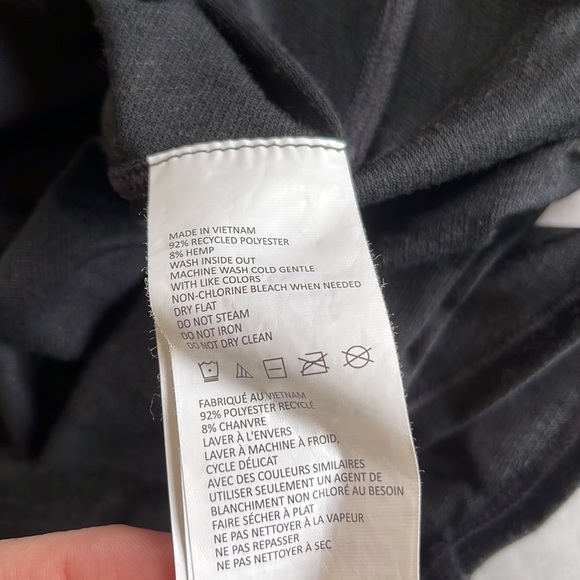 MADE IN VIETNAM
92% RECYCLED POLYESTER
8% HEMP
WASH INSIDE OUT
MACHINE WASH COLD GENTLE
WITH LIKE COLORS
NON-CHLORINE BLEACH WHEN NEEDED
DRY FLAT
DO NOT STEAM
DO NOT IRON
DO NOT DRY CLEAN
FABRIQUÉ AU VIETNAM
92% POLYESTER RECYCLÉ
8% CHANVRE
LAVER À L'ENVERS
LAVER À MACHINE À FROID,
CYCLE DÉLICAT
AVEC DES COULEURS SIMILAIRES
UTILISER SEULEMENT UN AGENT DE
BLANCHIMENT NON CHLORÉ AU BESOIN
FAIRE SÉCHER À PLAT
NE PAS NETTOYER À LA VAPEUR
NE PAS REPASSER
NE PAS NETTOYER À SEC